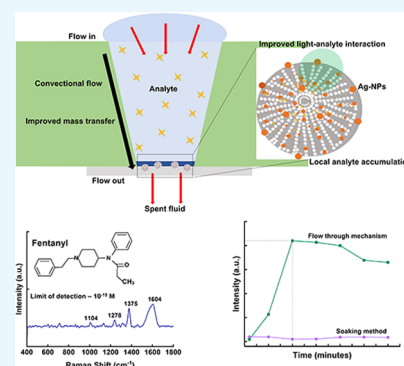 Flow in
Improved light-analyte interaction
Convectional flow
Analyte
Ag-NPs
Improved mass transfer
Flow out
Local analyte accumulation
Spent fluid
Fentanyl
N
N
O
CH₃
Limit of detection – 10⁻¹⁵ M
1375
1604
1278
1104
Intensity (a.u.)
400 600 800 1000 1200 1400 1600 1800
Raman Shift (cm⁻¹)
Flow through mechanism
Soaking method
Intensity (a.u.)
Time (minutes)